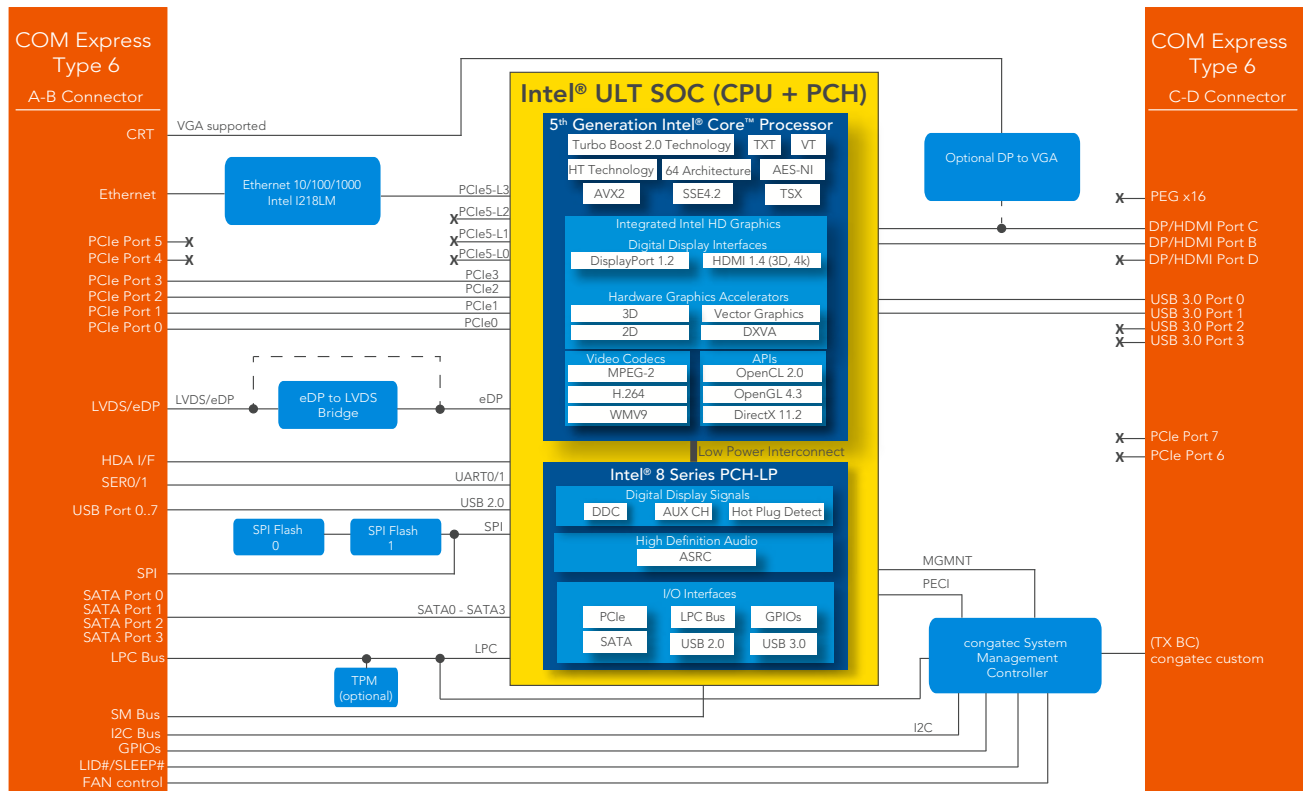 COM Express
Type 6
A-B Connector
CRT
Ethernet
PCIe Port 5
PCIe Port 4
PCIe Port 3
PCIe Port 2
PCIe Port 1
PCIe Port 0
LVDS/eDP
HDA I/F
SER0/1
USB Port 0..7
SPI
SATA Port 0
SATA Port 1
SATA Port 2
SATA Port 3
LPC Bus
SM Bus
I2C Bus
GPIOs
LID#/SLEEP#
FAN control
VGA supported
Ethernet 10/100/1000
Intel I218LM
PCIe5-L3
X PCIe5-L2
X PCIe5-L1
X PCIe5-L0
X
X
PCIe3
PCIe2
PCIe1
PCIe0
LVDS/eDP
eDP to LVDS
Bridge
eDP
UART0/1
USB 2.0
SPI Flash
0
SPI Flash
1
SPI
SATA0 - SATA3
LPC
TPM
(optional)
Intel® ULT SOC (CPU + PCH)
5th Generation Intel® Core™ Processor
Turbo Boost 2.0 Technology TXT VT
HT Technology 64 Architecture AES-NI
AVX2 SSE4.2 TSX
Integrated Intel HD Graphics
Digital Display Interfaces
DisplayPort 1.2 HDMI 1.4 (3D, 4k)
Hardware Graphics Accelerators
3D Vector Graphics
2D DXVA
Video Codecs
MPEG-2
H.264
WMV9
APIs
OpenCL 2.0
OpenGL 4.3
DirectX 11.2
Low Power Interconnect
Intel® 8 Series PCH-LP
Digital Display Signals
DDC AUX CH Hot Plug Detect
High Definition Audio
ASRC
I/O Interfaces
PCIe LPC Bus GPIOs
SATA USB 2.0 USB 3.0
Optional DP to VGA
MGMNT
PECI
congatec System
Management
Controller
I2C
COM Express
Type 6
C-D Connector
X PEG x16
DP/HDMI Port C
DP/HDMI Port B
X DP/HDMI Port D
USB 3.0 Port 0
USB 3.0 Port 1
X USB 3.0 Port 2
X USB 3.0 Port 3
X PCIe Port 7
X PCIe Port 6
(TX BC)
congatec custom